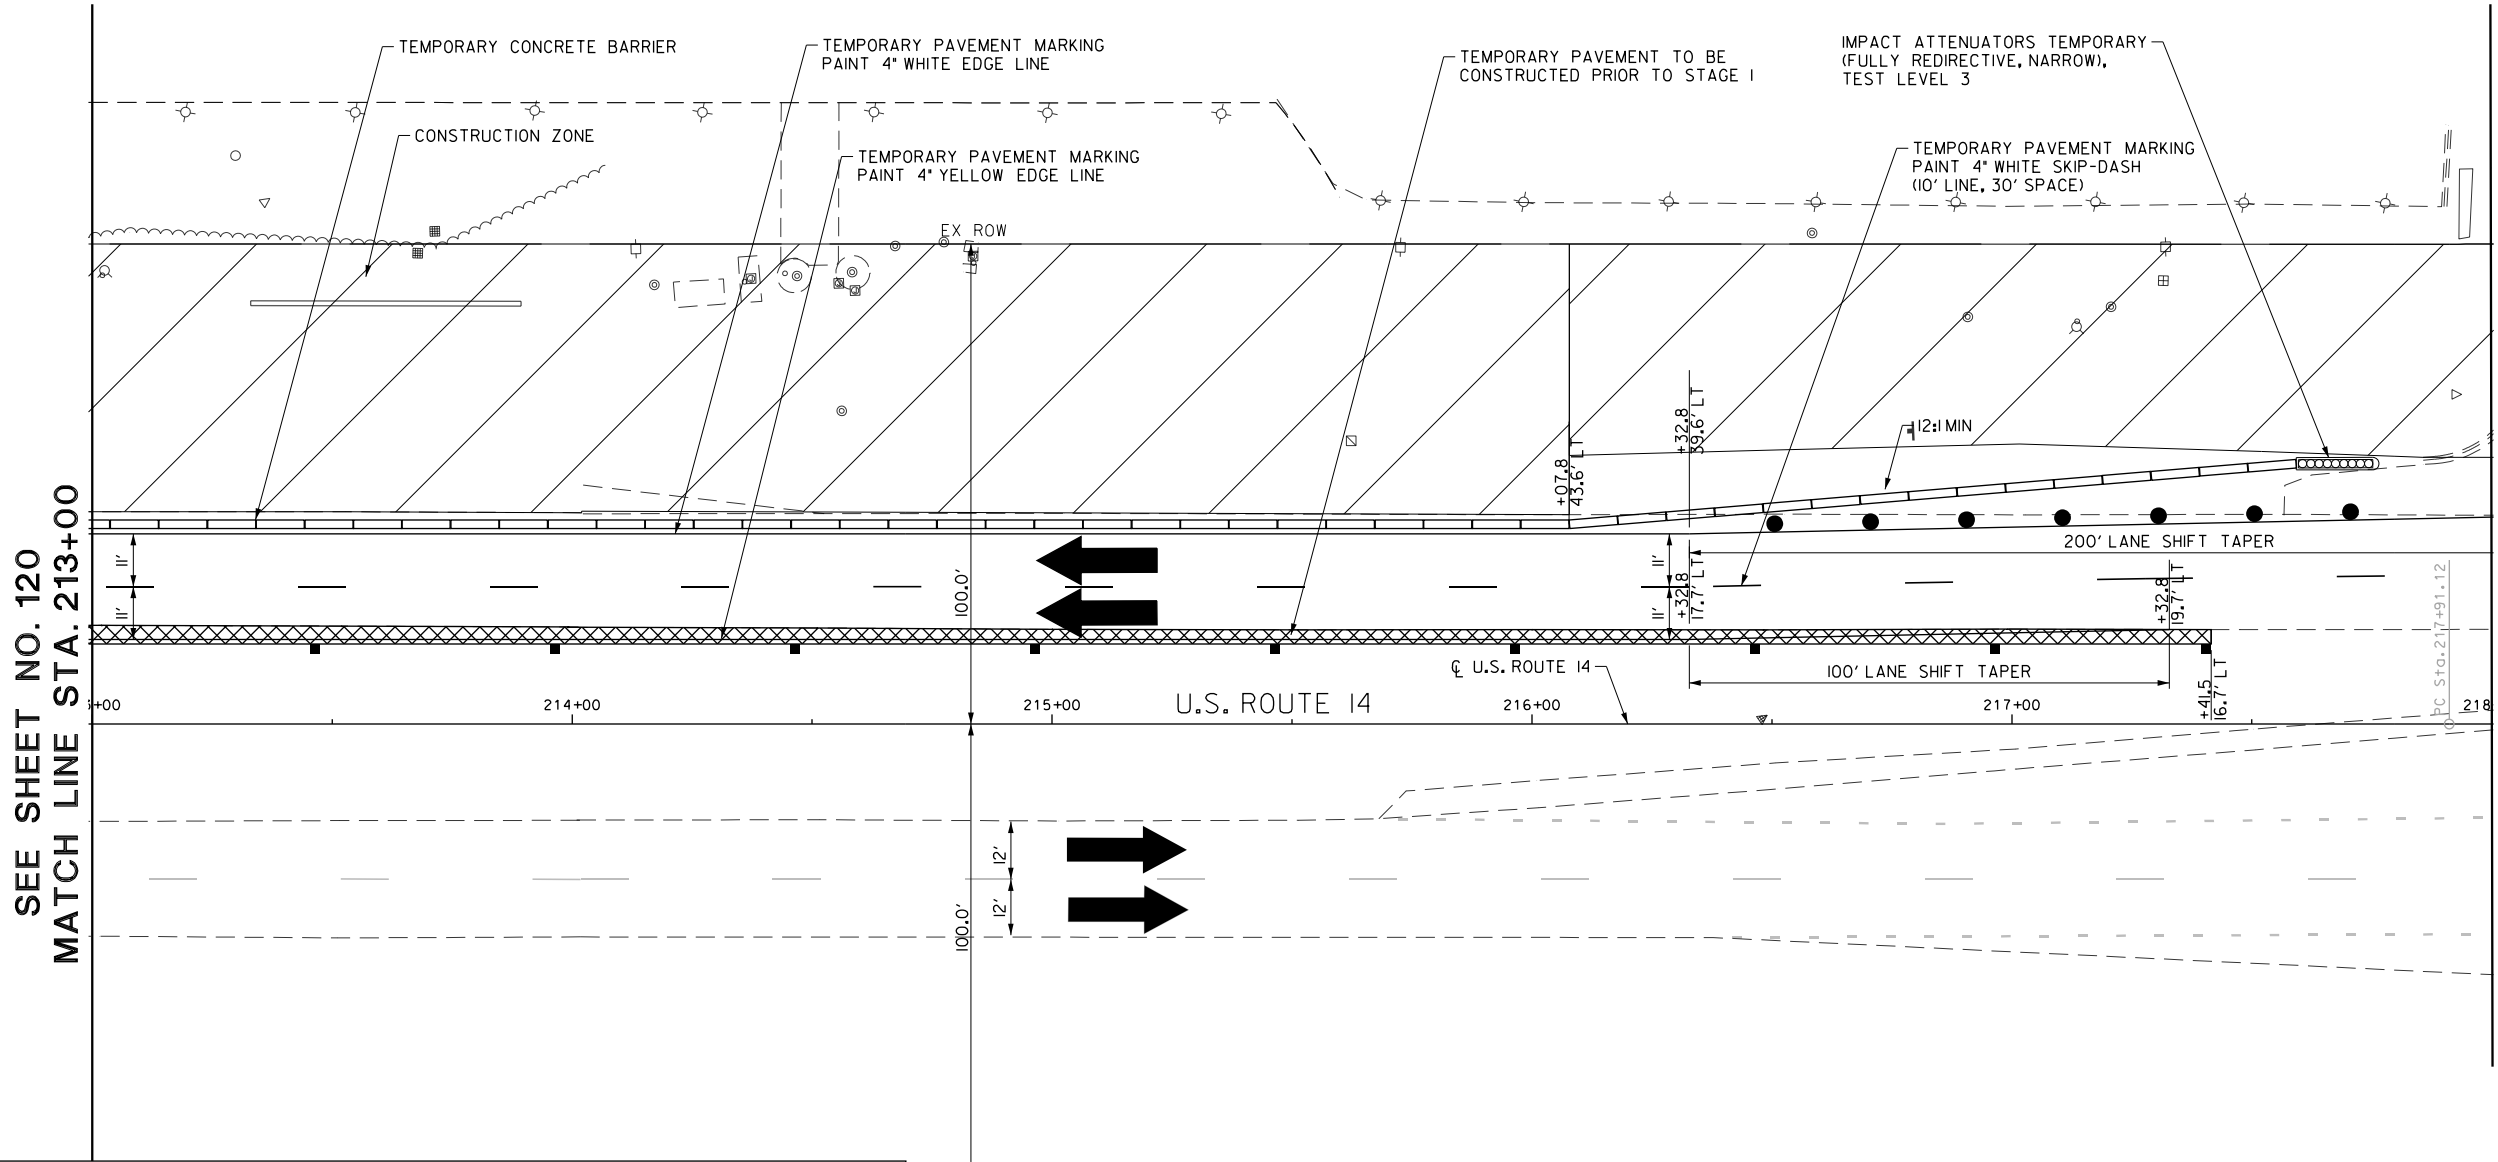 TEMPORARY CONCRETE BARRIER
TEMPORARY PAVEMENT MARKING
PAINT 4" WHITE EDGE LINE
TEMPORARY PAVEMENT TO BE
CONSTRUCTED PRIOR TO STAGE 1
IMPACT ATTENUATORS TEMPORARY
(FULLY REDIRECTIVE, NARROW),
TEST LEVEL 3
CONSTRUCTION ZONE
TEMPORARY PAVEMENT MARKING
PAINT 4" YELLOW EDGE LINE
TEMPORARY PAVEMENT MARKING
PAINT 4" WHITE SKIP-DASH
(10' LINE, 30' SPACE)
EX ROW
+32.8
39.6' LT
12:1 MIN
+07.8
43.6' LT
SEE SHEET NO. 120
MATCH LINE STA. 213+00
200' LANE SHIFT TAPER
11'
11'
100.0'
11'
11'
+32.8
17.7' LT
+32.8
19.7' LT
PC Sta. 217+91.12
℄ U.S. ROUTE 14
100' LANE SHIFT TAPER
+41.5
16.7' LT
U.S. ROUTE 14
3+00
214+00
215+00
216+00
217+00
218
12'
12'
100.0'